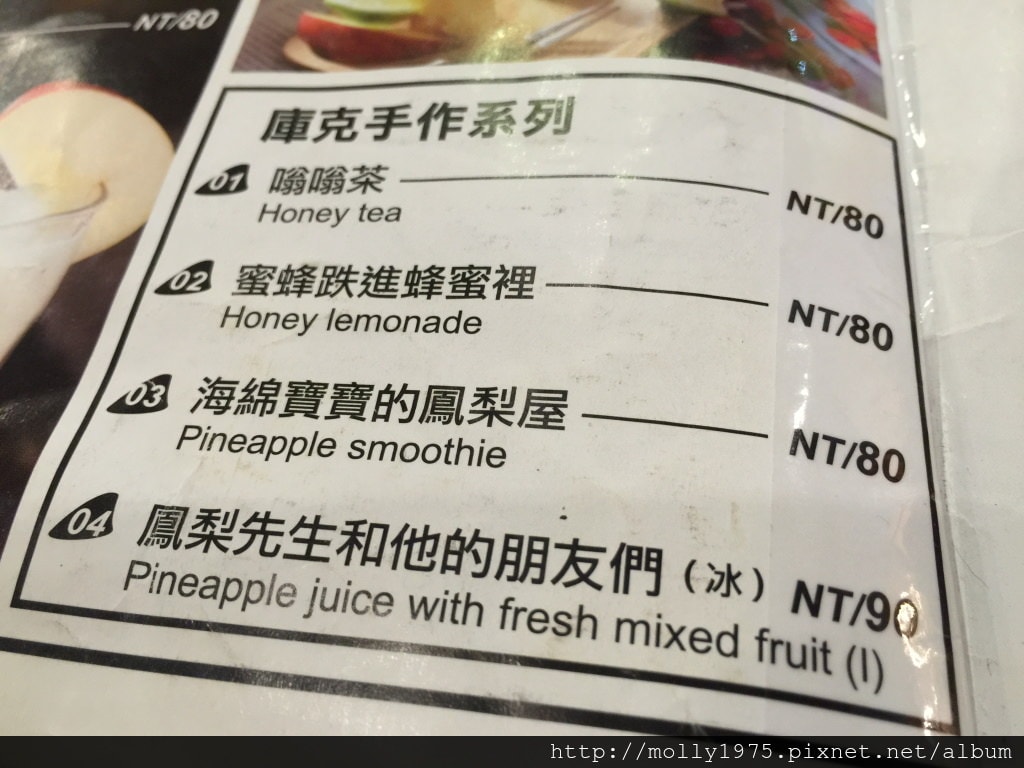 NT/80
庫克手作系列
01 嗡嗡茶 NT/80
Honey tea
02 蜜蜂跌進蜂蜜裡 NT/80
Honey lemonade
03 海綿寶寶的鳳梨屋 NT/80
Pineapple smoothie
04 鳳梨先生和他的朋友們（冰） NT/90
Pineapple juice with fresh mixed fruit (I)
http://molly1975.pixnet.net/album